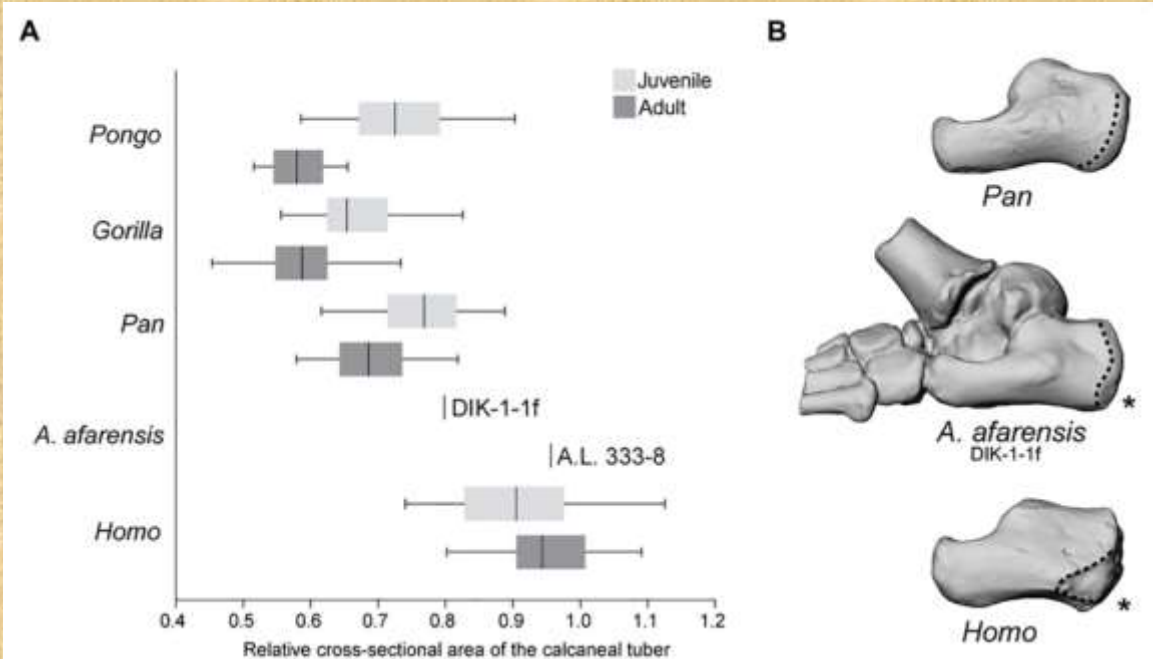 A
Juvenile
Adult
Pongo
Gorilla
Pan
DIK-1-1f
A. afarensis
A.L. 333-8
Homo
0.4 0.5 0.6 0.7 0.8 0.9 1.0 1.1 1.2
Relative cross-sectional area of the calcaneal tuber
B
Pan
*
A. afarensis
DIK-1-1f
*
Homo